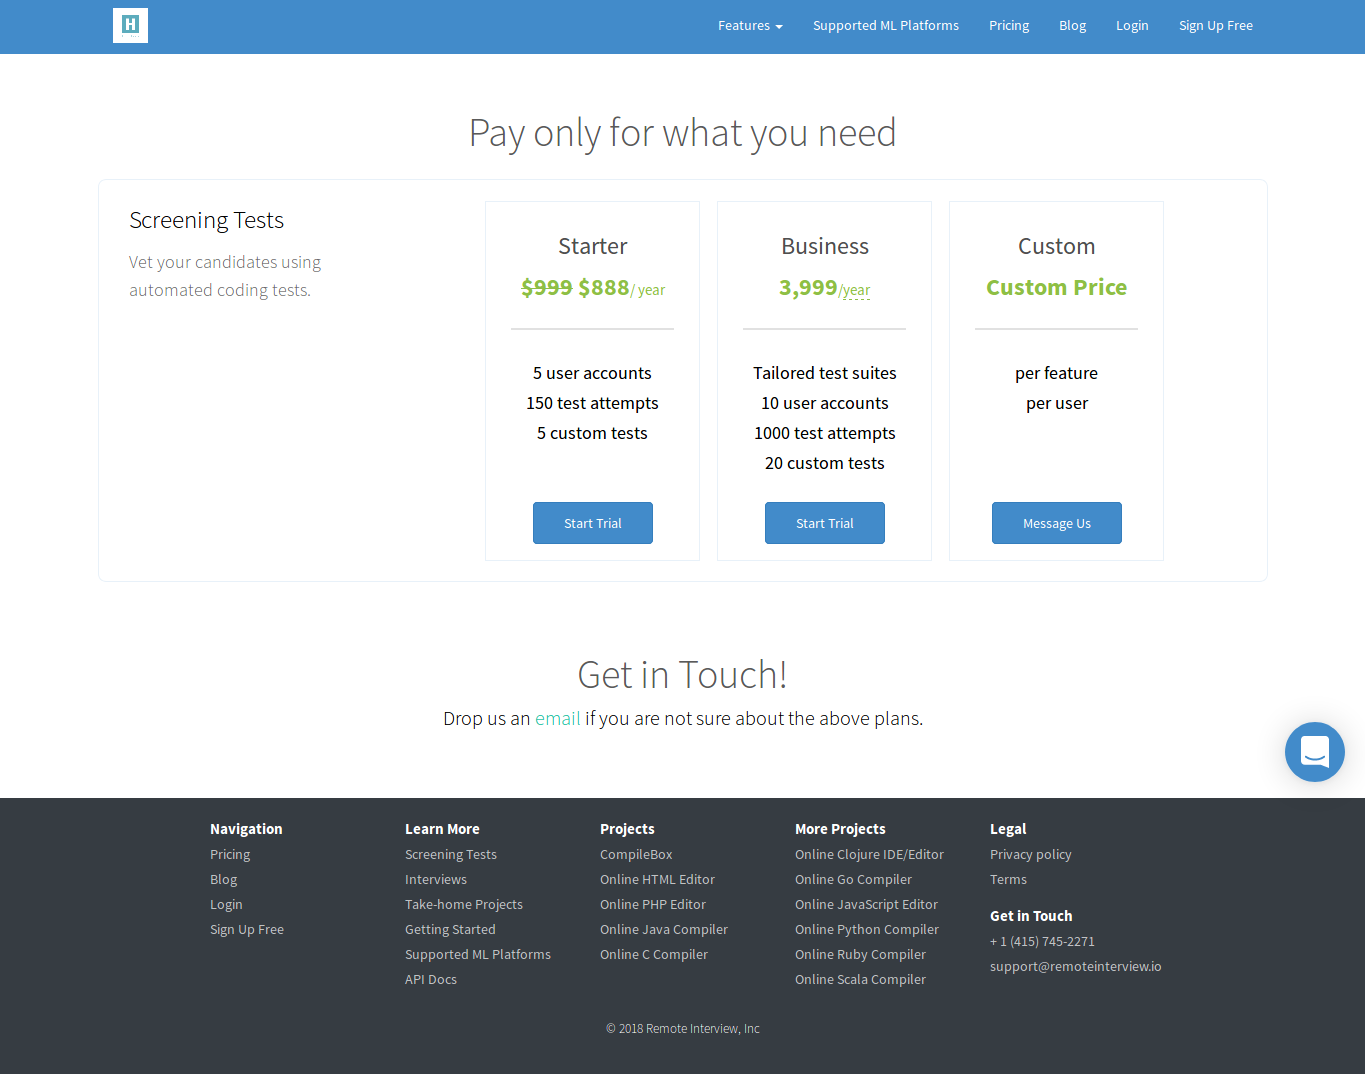 H
Features
Supported ML Platforms
Pricing
Blog
Login
Sign Up Free
Pay only for what you need
Screening Tests
Vet your candidates using
automated coding tests.
Starter
$999 $888/ year
5 user accounts
150 test attempts
5 custom tests
Start Trial
Business
3,999/year
Tailored test suites
10 user accounts
1000 test attempts
20 custom tests
Start Trial
Custom
Custom Price
per feature
per user
Message Us
Get in Touch!
Drop us an email if you are not sure about the above plans.
Navigation
Pricing
Blog
Login
Sign Up Free
Learn More
Screening Tests
Interviews
Take-home Projects
Getting Started
Supported ML Platforms
API Docs
Projects
CompileBox
Online HTML Editor
Online PHP Editor
Online Java Compiler
Online C Compiler
More Projects
Online Clojure IDE/Editor
Online Go Compiler
Online JavaScript Editor
Online Python Compiler
Online Ruby Compiler
Online Scala Compiler
Legal
Privacy policy
Terms
Get in Touch
+ 1 (415) 745-2271
support@remoteinterview.io
© 2018 Remote Interview, Inc